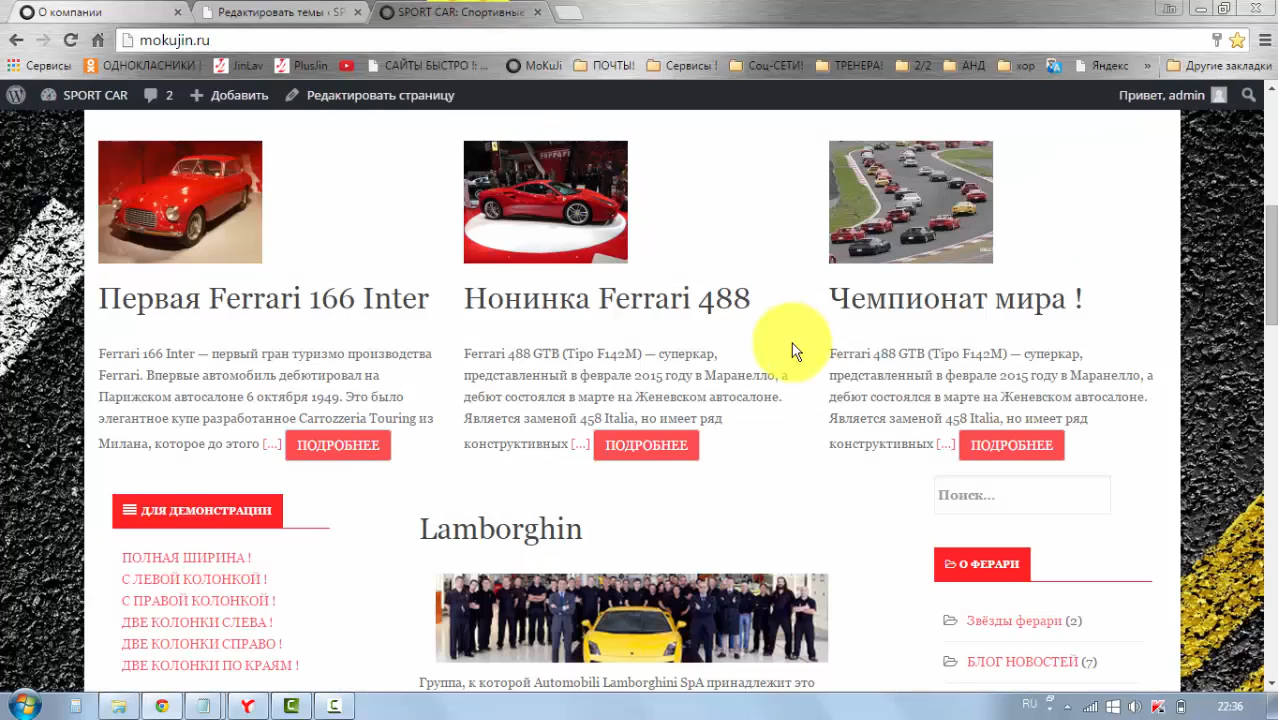 О компании
Редактировать темы ‹ SP
SPORT CAR: Спортивные
mokujin.ru
Сервисы
ОДНОКЛАССНИКИ
JinLav
PlusJin
САЙТЫ БЫСТРО !: ...
MoKuJi
ПОЧТЫ!
Сервисы !
Соц-СЕТИ!
ТРЕНЕРА!
2/2
АНД
хор
Яндекс
»
Другие закладки
SPORT CAR
2
Добавить
Редактировать страницу
Привет, admin
Первая Ferrari 166 Inter
Ferrari 166 Inter — первый гран туризмо производства
Ferrari. Впервые автомобиль дебютировал на
Парижском автосалоне 6 октября 1949. Это было
элегантное купе разработанное Carrozzeria Touring из
Милана, которое до этого [...] ПОДРОБНЕЕ
Нонинка Ferrari 488
Ferrari 488 GTB (Tipo F142M) — суперкар,
представленный в феврале 2015 году в Маранелло, а
дебют состоялся в марте на Женевском автосалоне.
Является заменой 458 Italia, но имеет ряд
конструктивных [...] ПОДРОБНЕЕ
Чемпионат мира !
Ferrari 488 GTB (Tipo F142M) — суперкар,
представленный в феврале 2015 году в Маранелло, а
дебют состоялся в марте на Женевском автосалоне.
Является заменой 458 Italia, но имеет ряд
конструктивных [...] ПОДРОБНЕЕ
ДЛЯ ДЕМОНСТРАЦИИ
ПОЛНАЯ ШИРИНА !
С ЛЕВОЙ КОЛОНКОЙ !
С ПРАВОЙ КОЛОНКОЙ !
ДВЕ КОЛОНКИ СЛЕВА !
ДВЕ КОЛОНКИ СПРАВО !
ДВЕ КОЛОНКИ ПО КРАЯМ !
Lamborghin
Группа, к которой Automobili Lamborghini SpA принадлежит это
Поиск...
О ФЕРАРИ
Звёзды ферари (2)
БЛОГ НОВОСТЕЙ (7)
RU
22:36